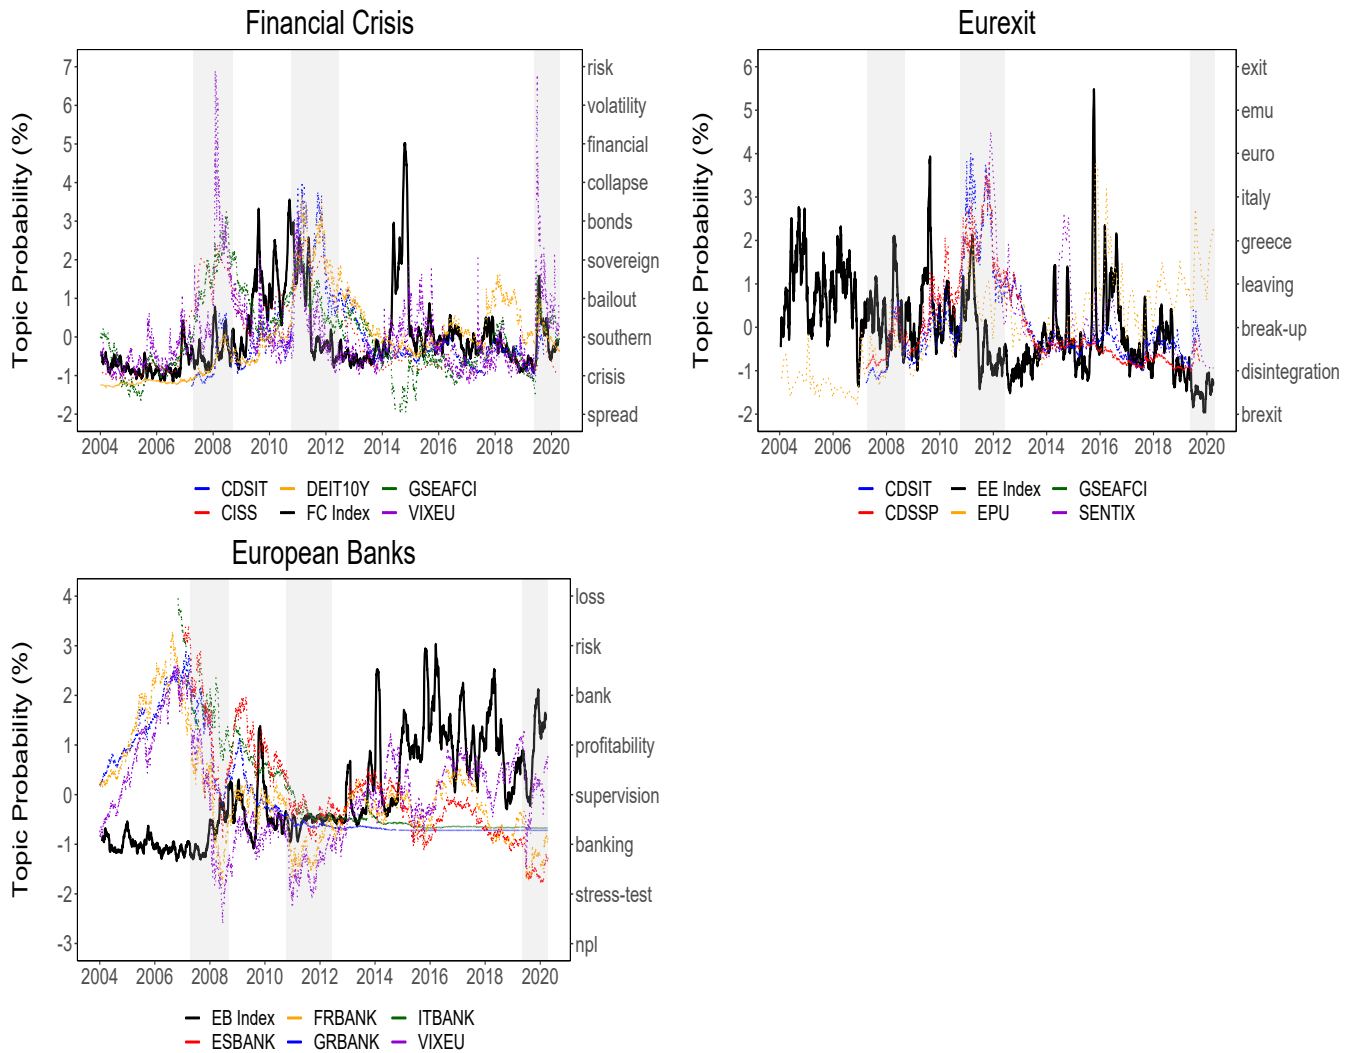 Financial Crisis
Topic Probability (%)
7
6
5
4
3
2
1
0
-1
-2
risk
volatility
financial
collapse
bonds
sovereign
bailout
southern
crisis
spread
2004 2006 2008 2010 2012 2014 2016 2018 2020
CDSIT DEIT10Y GSEAFCI
CISS FC Index VIXEU
Eurexit
Topic Probability (%)
6
5
4
3
2
1
0
-1
-2
exit
emu
euro
italy
greece
leaving
break-up
disintegration
brexit
2004 2006 2008 2010 2012 2014 2016 2018 2020
CDSIT EE Index GSEAFCI
CDSSP EPU SENTIX
European Banks
Topic Probability (%)
4
3
2
1
0
-1
-2
-3
loss
risk
bank
profitability
supervision
banking
stress-test
npl
2004 2006 2008 2010 2012 2014 2016 2018 2020
EB Index FRBANK ITBANK
ESBANK GRBANK VIXEU